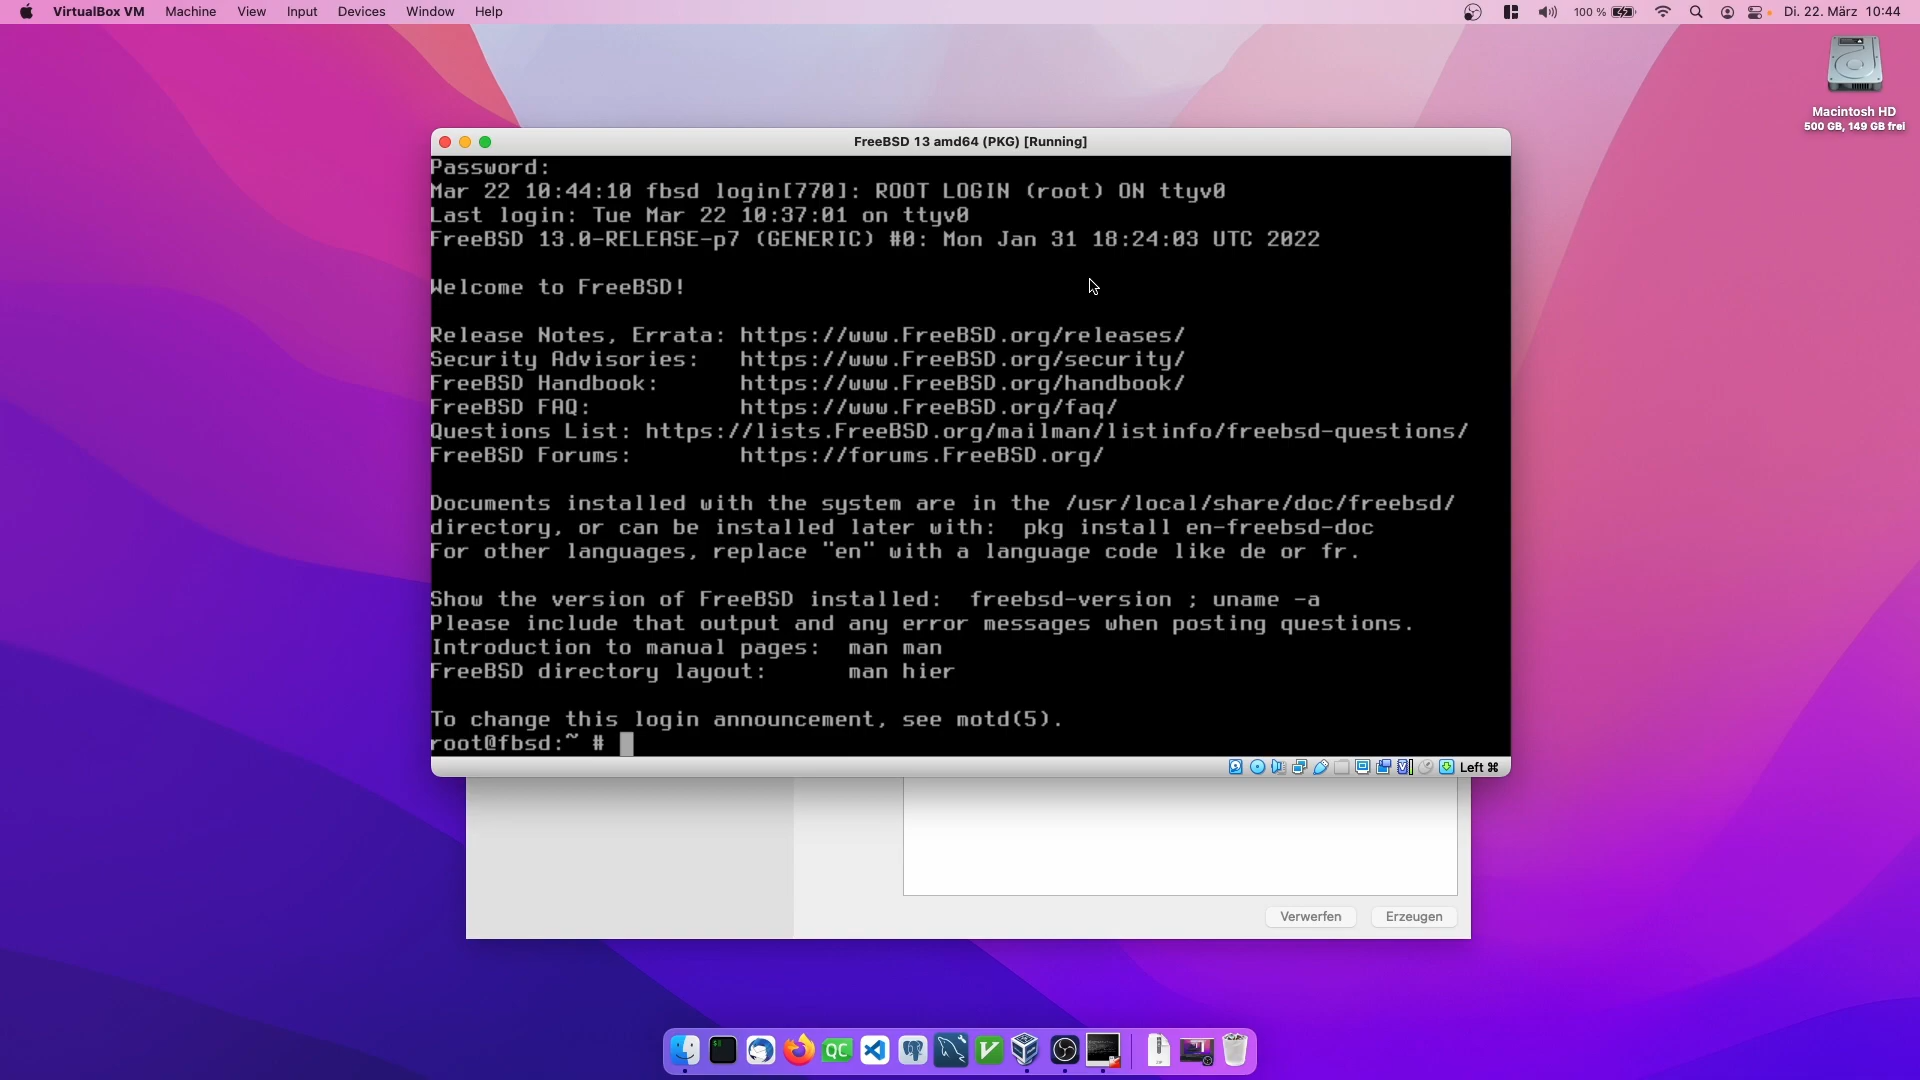 VirtualBox VM Machine View Input Devices Window Help 100 % Di. 22. März 10:44
Macintosh HD
500 GB, 149 GB frei
FreeBSD 13 amd64 (PKG) [Running]
Password:
Mar 22 10:44:10 fbsd login[770]: ROOT LOGIN (root) ON ttyv0
Last login: Tue Mar 22 10:37:01 on ttyv0
FreeBSD 13.0-RELEASE-p7 (GENERIC) #0: Mon Jan 31 18:24:03 UTC 2022
Welcome to FreeBSD!
Release Notes, Errata: https://www.FreeBSD.org/releases/
Security Advisories: https://www.FreeBSD.org/security/
FreeBSD Handbook: https://www.FreeBSD.org/handbook/
FreeBSD FAQ: https://www.FreeBSD.org/faq/
Questions List: https://lists.FreeBSD.org/mailman/listinfo/freebsd-questions/
FreeBSD Forums: https://forums.FreeBSD.org/
Documents installed with the system are in the /usr/local/share/doc/freebsd/
directory, or can be installed later with: pkg install en-freebsd-doc
For other languages, replace "en" with a language code like de or fr.
Show the version of FreeBSD installed: freebsd-version ; uname -a
Please include that output and any error messages when posting questions.
Introduction to manual pages: man man
FreeBSD directory layout: man hier
To change this login announcement, see motd(5).
root@fbsd:~ #
Left ⌘
Verwerfen Erzeugen
QC